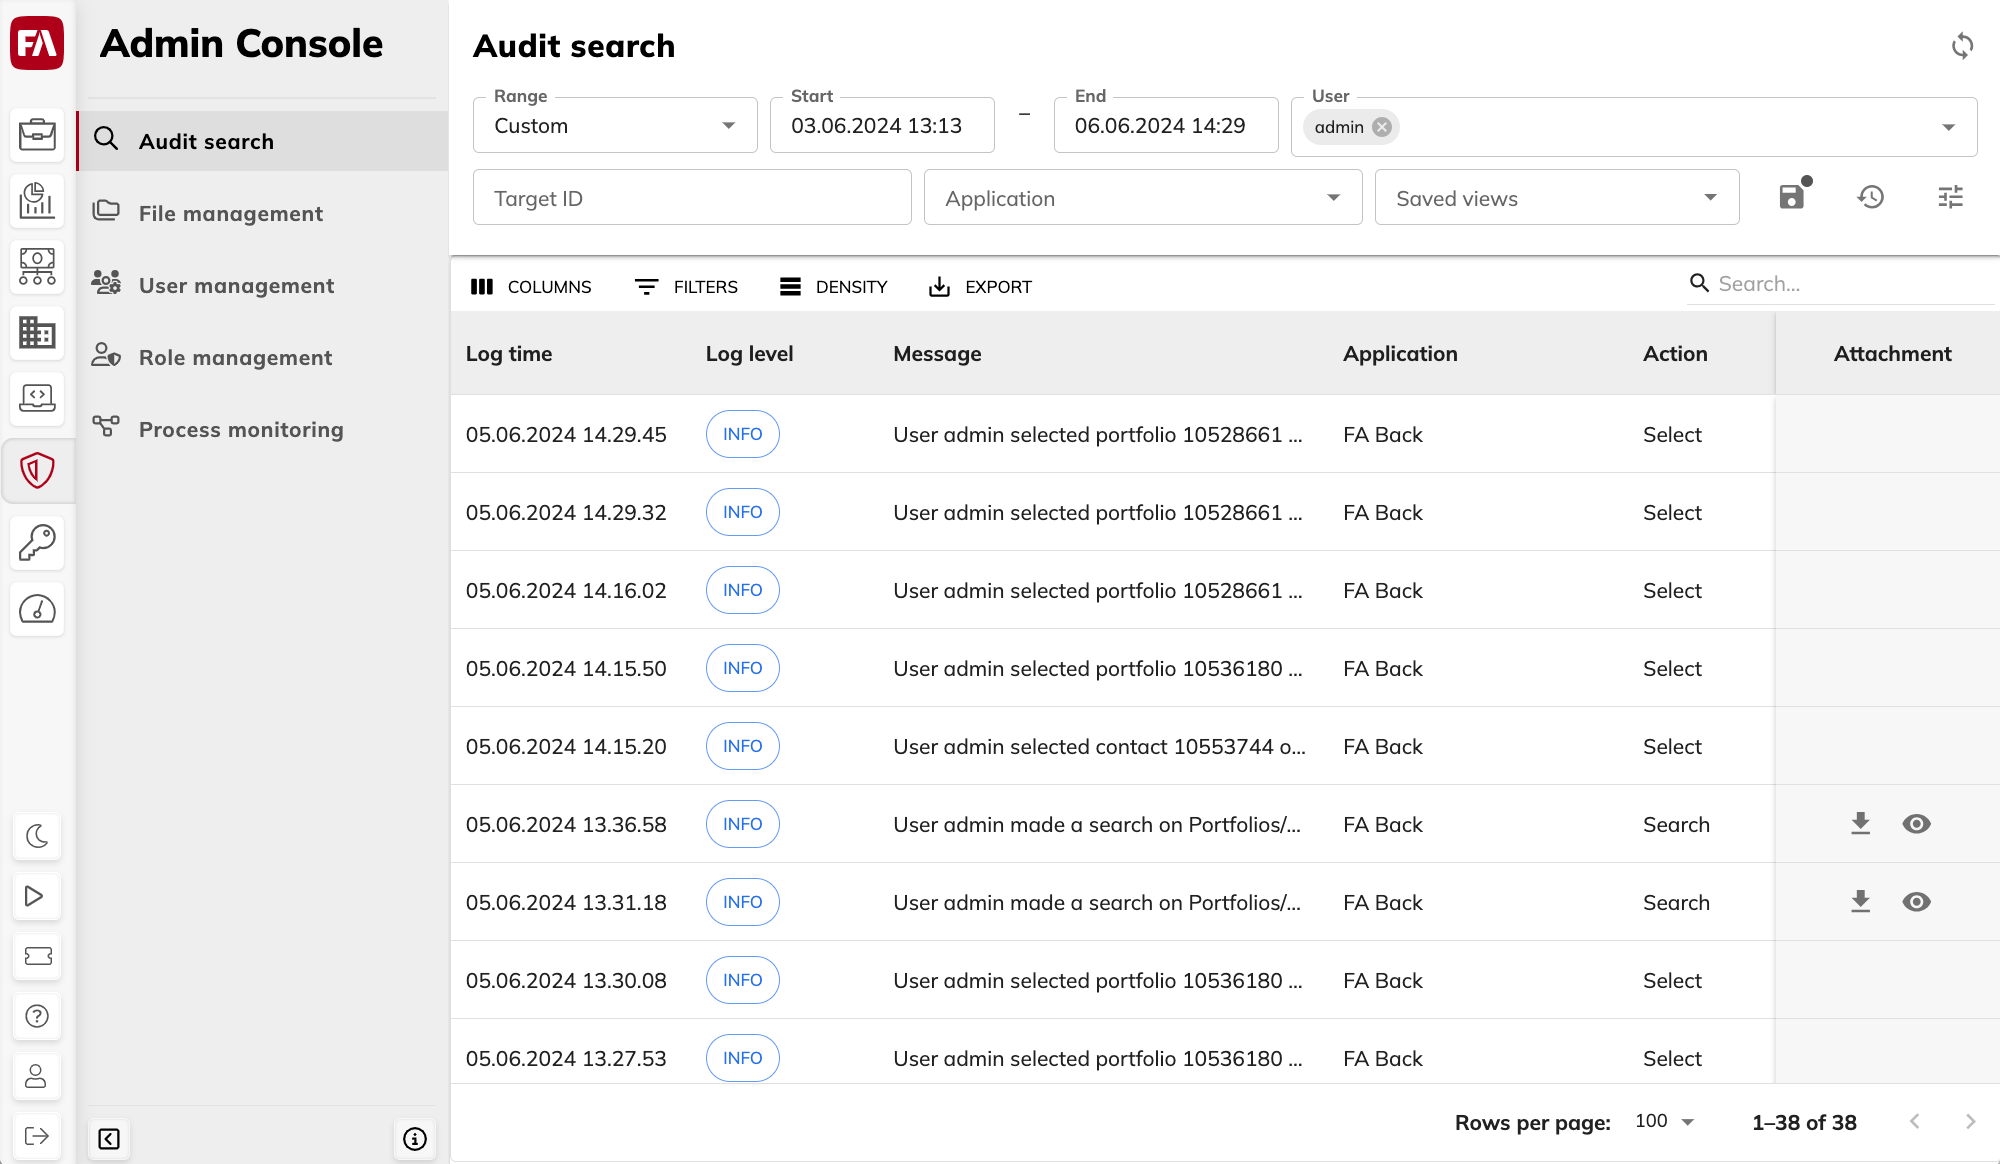 FA
Admin Console
Audit search
File management
User management
Role management
Process monitoring
Audit search
Range
Custom
Start
03.06.2024 13:13
–
End
06.06.2024 14:29
User
admin
Target ID
Application
Saved views
COLUMNS
FILTERS
DENSITY
EXPORT
Search...
Log time Log level Message Application Action Attachment
05.06.2024 14.29.45 INFO User admin selected portfolio 10528661 ... FA Back Select
05.06.2024 14.29.32 INFO User admin selected portfolio 10528661 ... FA Back Select
05.06.2024 14.16.02 INFO User admin selected portfolio 10528661 ... FA Back Select
05.06.2024 14.15.50 INFO User admin selected portfolio 10536180 ... FA Back Select
05.06.2024 14.15.20 INFO User admin selected contact 10553744 o... FA Back Select
05.06.2024 13.36.58 INFO User admin made a search on Portfolios/... FA Back Search
05.06.2024 13.31.18 INFO User admin made a search on Portfolios/... FA Back Search
05.06.2024 13.30.08 INFO User admin selected portfolio 10536180 ... FA Back Select
05.06.2024 13.27.53 INFO User admin selected portfolio 10536180 ... FA Back Select
Rows per page: 100 1–38 of 38